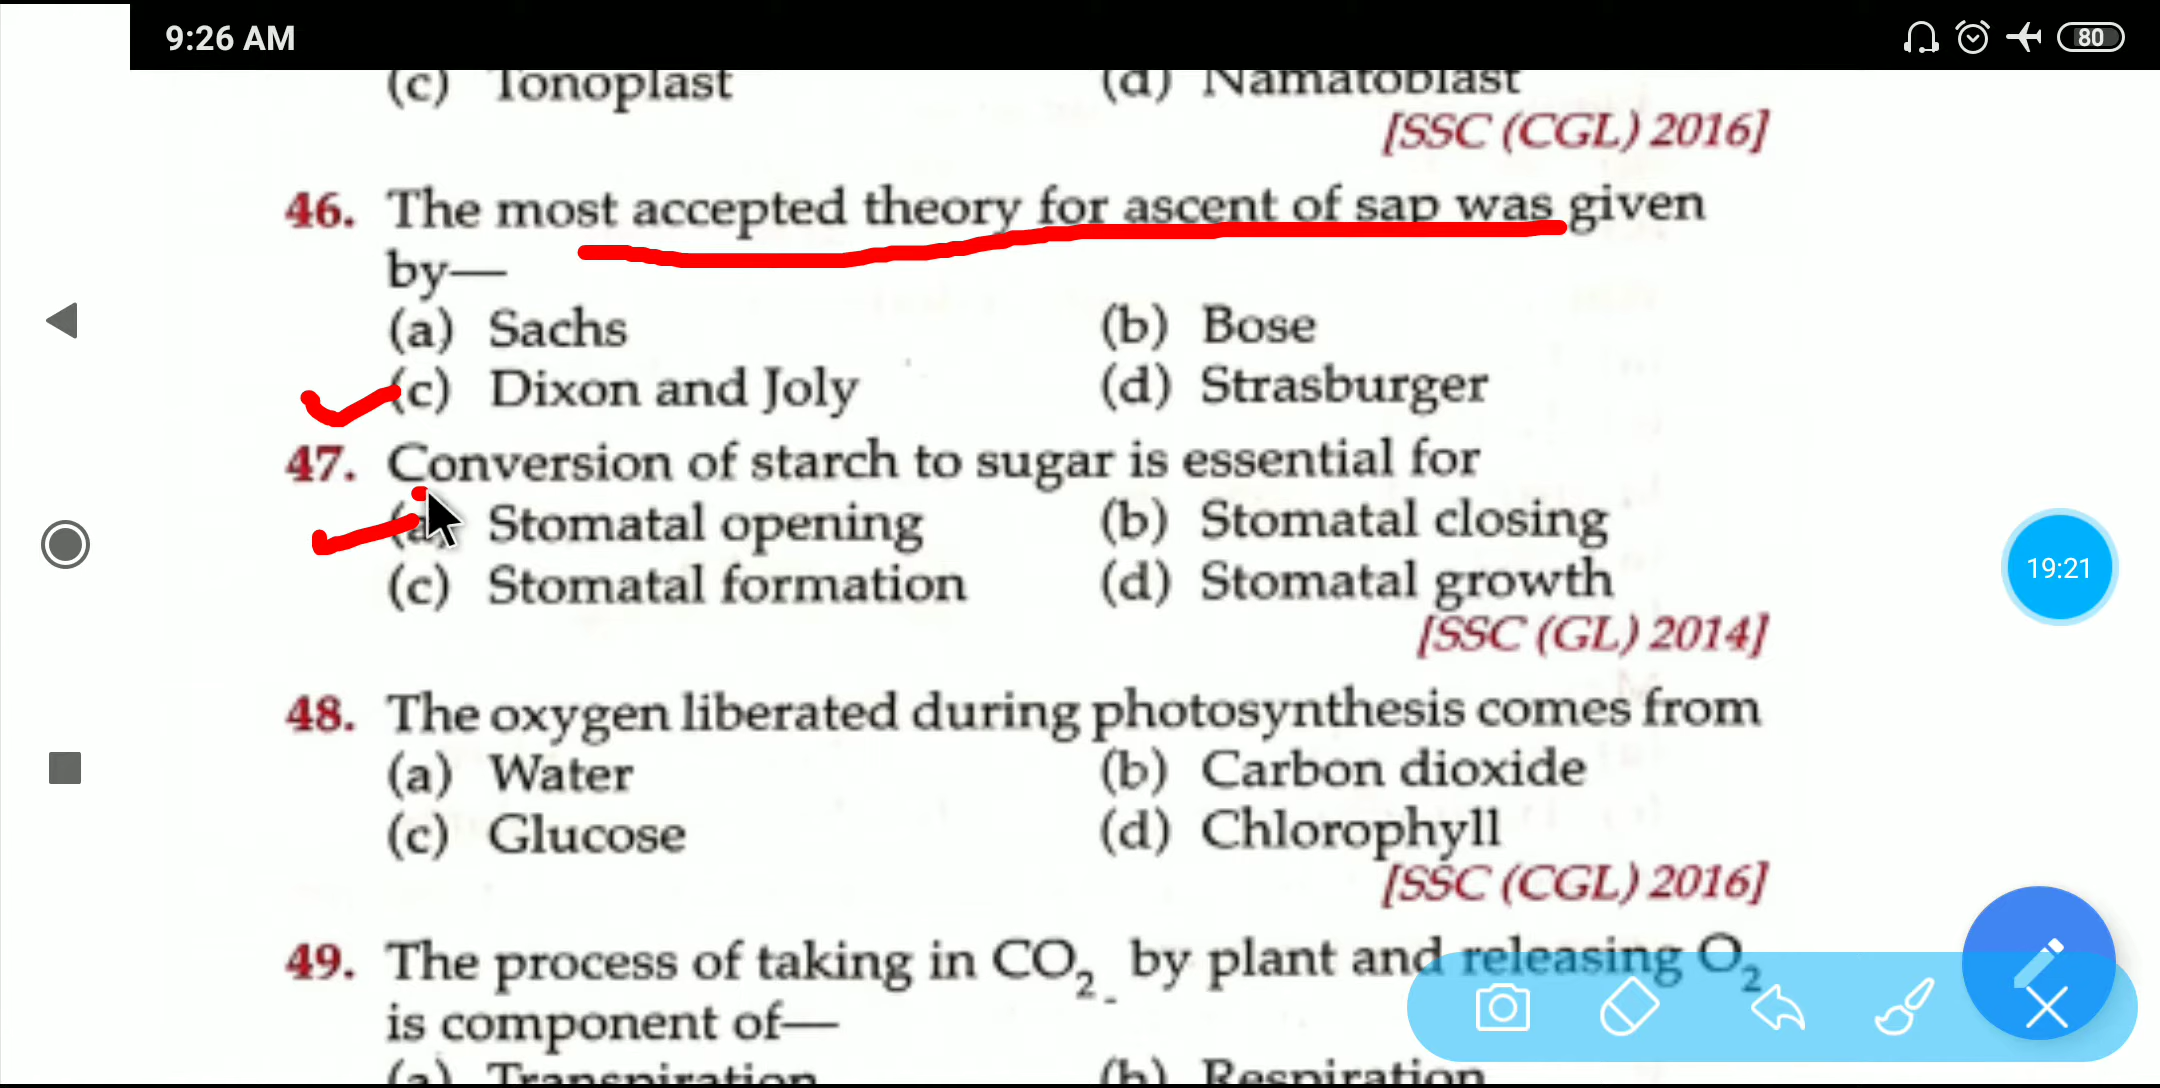 9:26 AM
80
(c) Tonoplast (d) Namatoblast
[SSC (CGL) 2016]
46. The most accepted theory for ascent of sap was given
by—
(a) Sachs (b) Bose
(c) Dixon and Joly (d) Strasburger
47. Conversion of starch to sugar is essential for
(a) Stomatal opening (b) Stomatal closing
(c) Stomatal formation (d) Stomatal growth
[SSC (GL) 2014]
19:21
48. The oxygen liberated during photosynthesis comes from
(a) Water (b) Carbon dioxide
(c) Glucose (d) Chlorophyll
[SSC (CGL) 2016]
49. The process of taking in CO₂ by plant and releasing O₂
is component of—
(a) Transpiration (b) Respiration